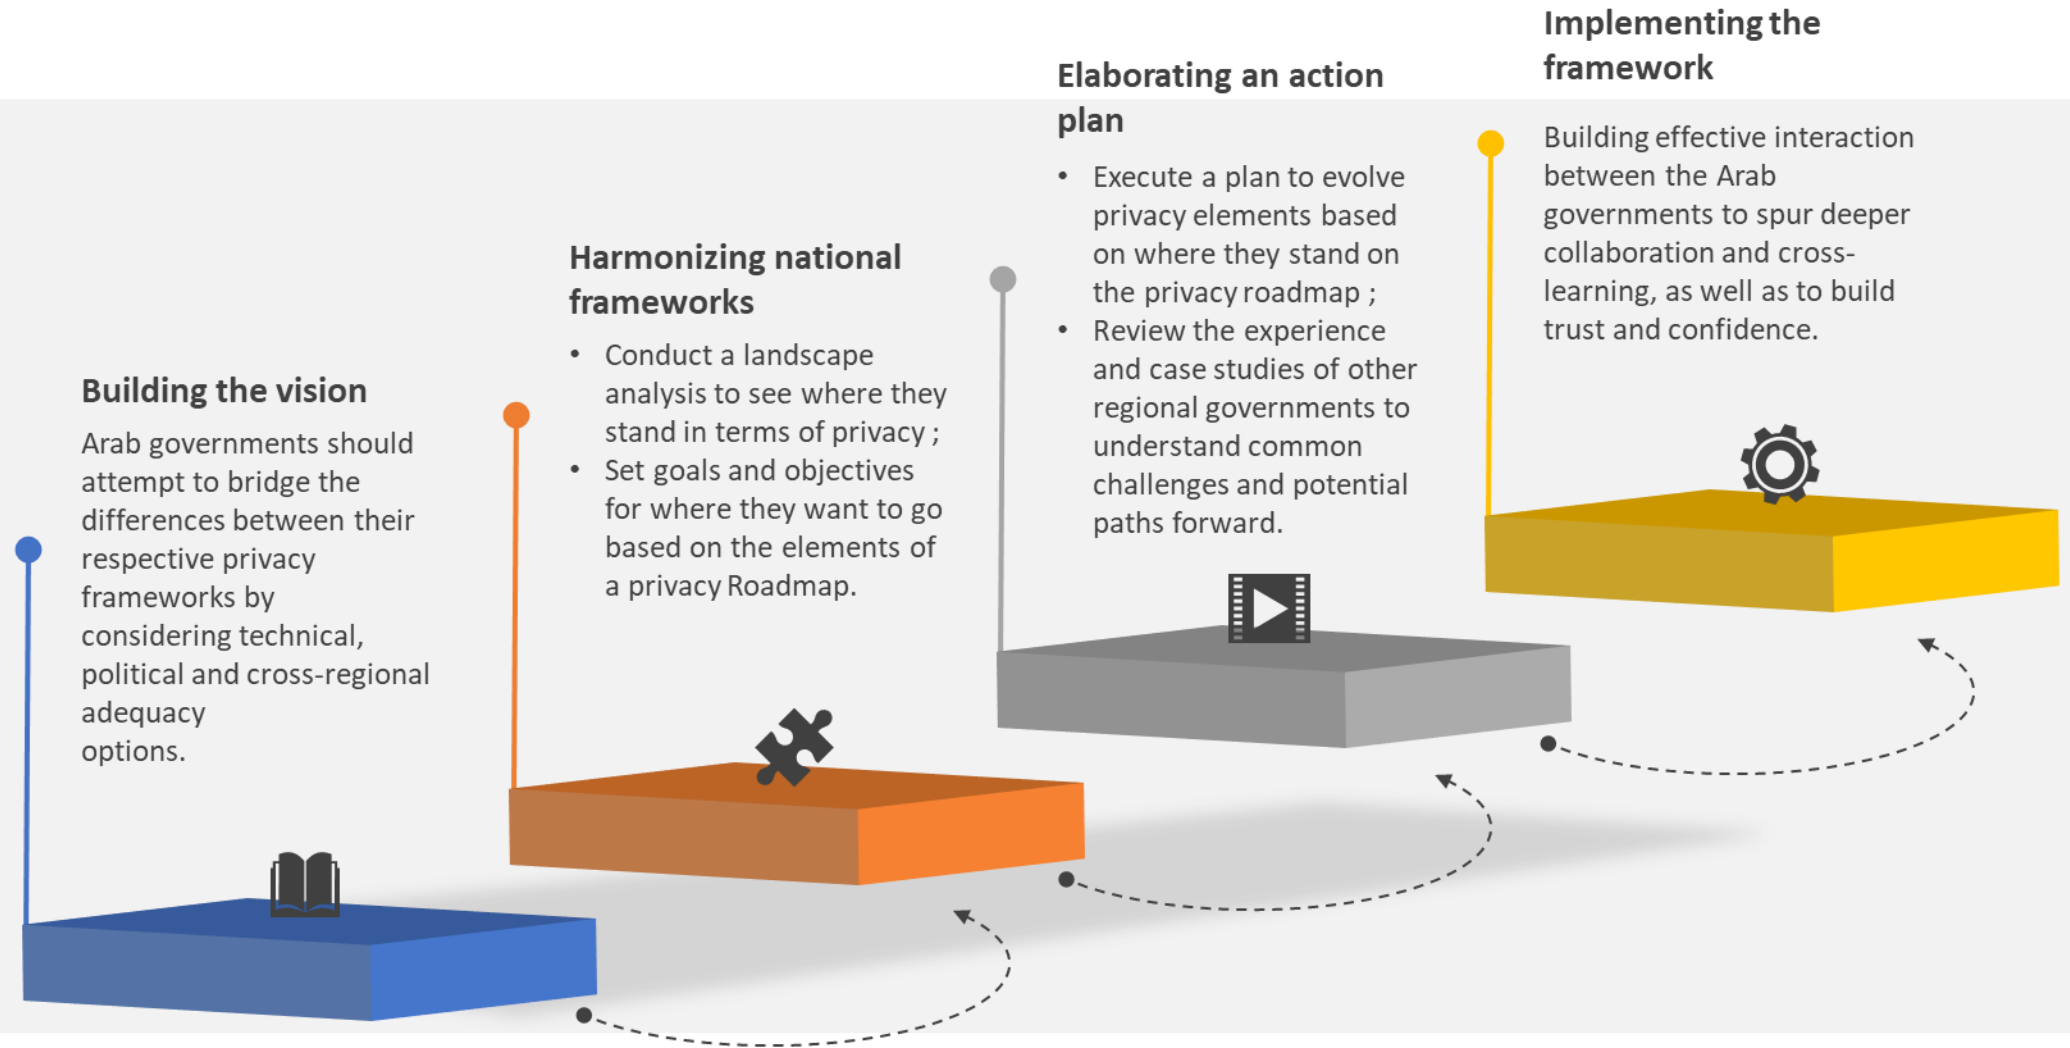 Building the vision
Arab governments should
attempt to bridge the
differences between their
respective privacy
frameworks by
considering technical,
political and cross-regional
adequacy
options.
Harmonizing national
frameworks
• Conduct a landscape
analysis to see where they
stand in terms of privacy ;
• Set goals and objectives
for where they want to go
based on the elements of
a privacy Roadmap.
Elaborating an action
plan
• Execute a plan to evolve
privacy elements based
on where they stand on
the privacy roadmap ;
• Review the experience
and case studies of other
regional governments to
understand common
challenges and potential
paths forward.
Implementing the
framework
Building effective interaction
between the Arab
governments to spur deeper
collaboration and cross-
learning, as well as to build
trust and confidence.